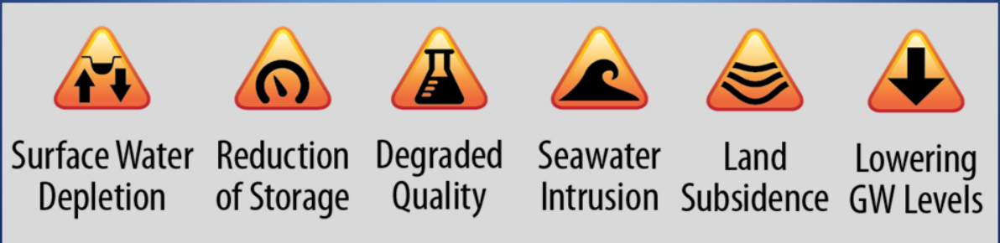 Surface Water
Depletion
Reduction
of Storage
Degraded
Quality
Seawater
Intrusion
Land
Subsidence
Lowering
GW Levels